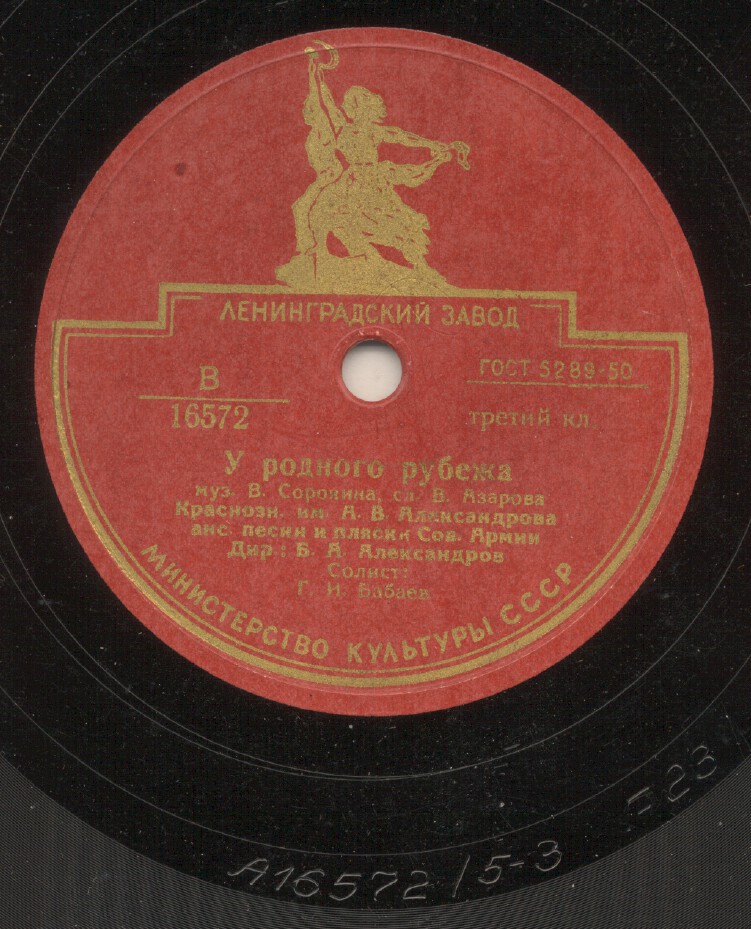 ЛЕНИНГРАДСКИЙ ЗАВОД
В
16572
ГОСТ 5289-50
третий кл.
У родного рубежа
муз. В. Сорокина, сл. В. Азарова
Краснозн. им. А. В. Александрова
анс. песни и пляски Сов. Армии
Дир.: Б. А. Александров
Солист:
Г. И. Бабаев
МИНИСТЕРСТВО КУЛЬТУРЫ СССР
А16572/5-3
523